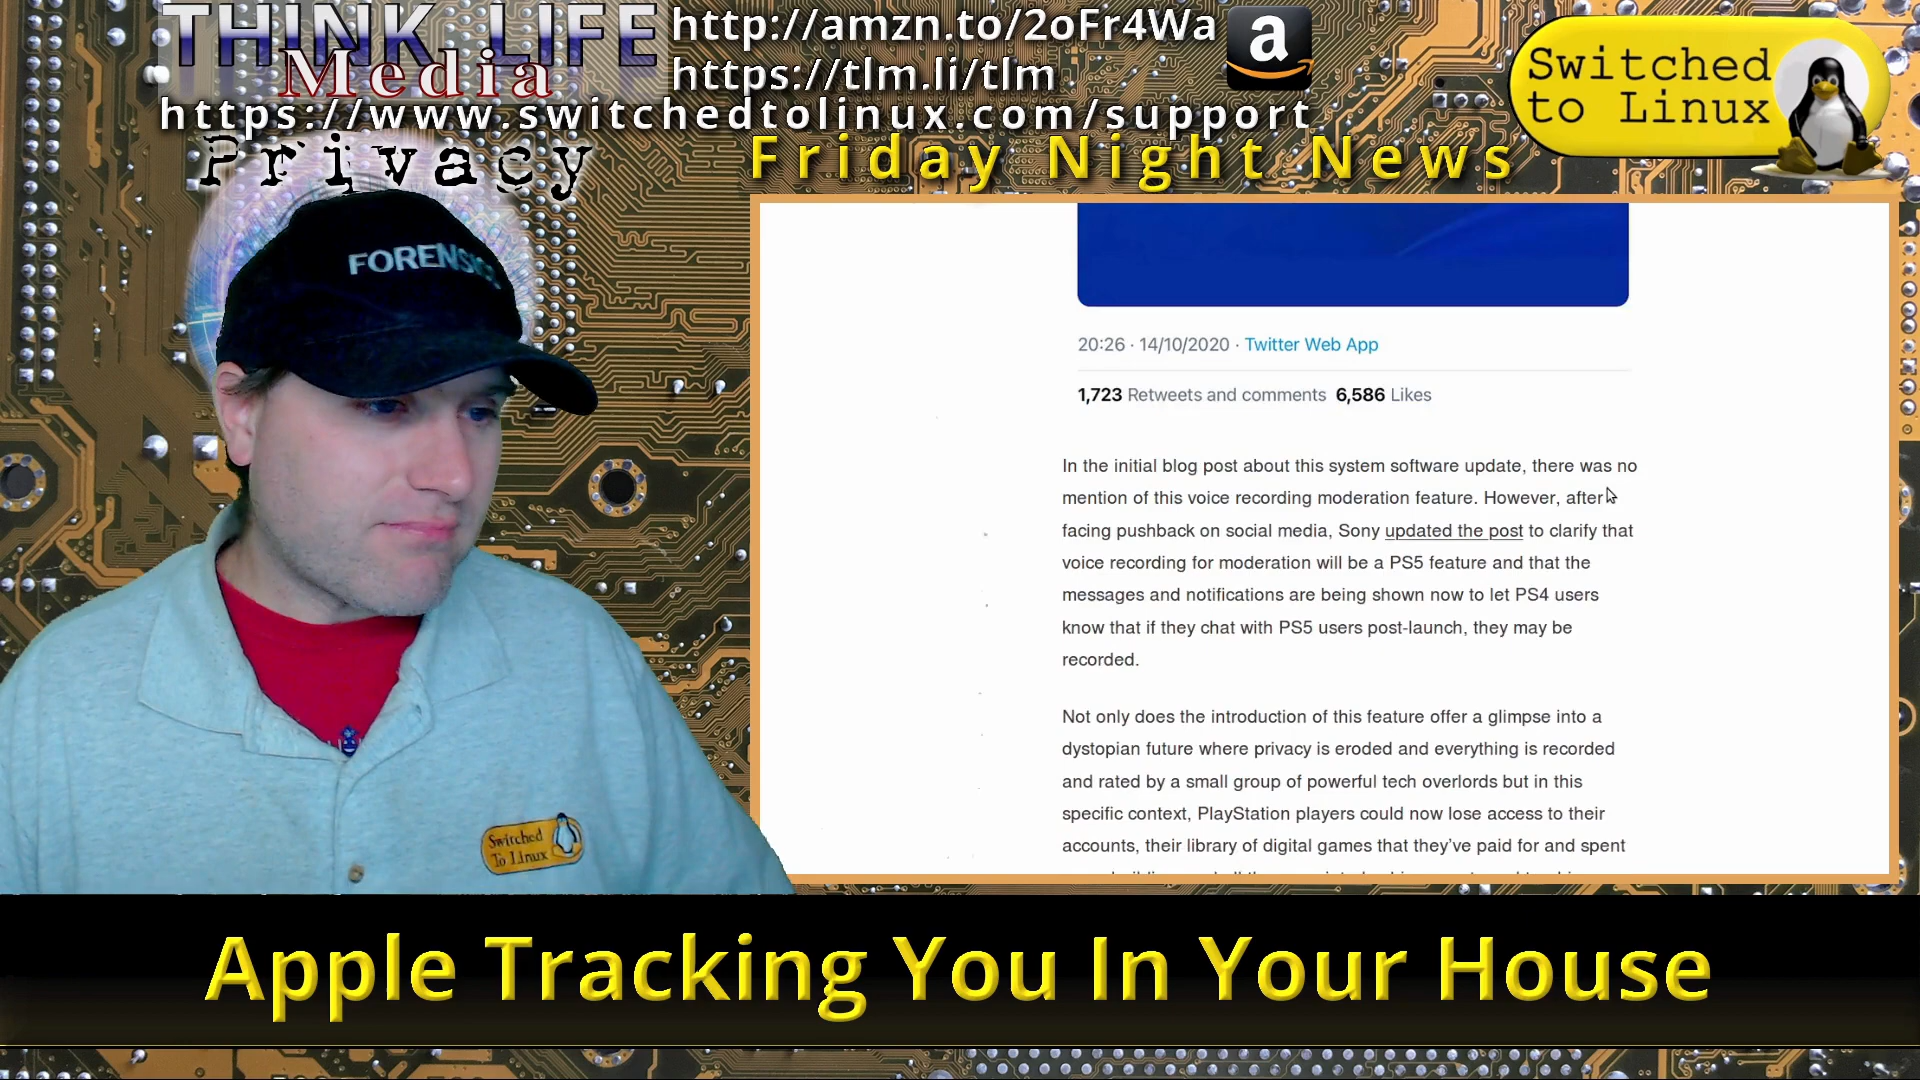 THINK LIFE
Media
http://amzn.to/2oFr4Wa
a
https://tlm.li/tlm
https://www.switchedtolinux.com/support
Switched
to Linux
Privacy
Friday Night News
FORENSIC
20:26 · 14/10/2020 · Twitter Web App
1,723 Retweets and comments 6,586 Likes
In the initial blog post about this system software update, there was no
mention of this voice recording moderation feature. However, after
facing pushback on social media, Sony updated the post to clarify that
voice recording for moderation will be a PS5 feature and that the
messages and notifications are being shown now to let PS4 users
know that if they chat with PS5 users post-launch, they may be
recorded.
Not only does the introduction of this feature offer a glimpse into a
dystopian future where privacy is eroded and everything is recorded
and rated by a small group of powerful tech overlords but in this
specific context, PlayStation players could now lose access to their
accounts, their library of digital games that they've paid for and spent
Switched
To Linux
Apple Tracking You In Your House